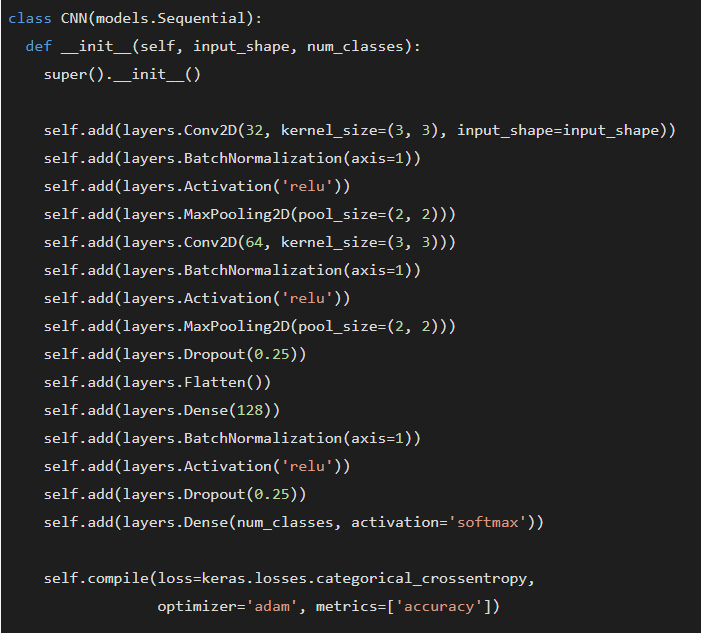 class CNN(models.Sequential):
  def __init__(self, input_shape, num_classes):
    super().__init__()

    self.add(layers.Conv2D(32, kernel_size=(3, 3), input_shape=input_shape))
    self.add(layers.BatchNormalization(axis=1))
    self.add(layers.Activation('relu'))
    self.add(layers.MaxPooling2D(pool_size=(2, 2)))
    self.add(layers.Conv2D(64, kernel_size=(3, 3)))
    self.add(layers.BatchNormalization(axis=1))
    self.add(layers.Activation('relu'))
    self.add(layers.MaxPooling2D(pool_size=(2, 2)))
    self.add(layers.Dropout(0.25))
    self.add(layers.Flatten())
    self.add(layers.Dense(128))
    self.add(layers.BatchNormalization(axis=1))
    self.add(layers.Activation('relu'))
    self.add(layers.Dropout(0.25))
    self.add(layers.Dense(num_classes, activation='softmax'))

    self.compile(loss=keras.losses.categorical_crossentropy,
                 optimizer='adam', metrics=['accuracy'])